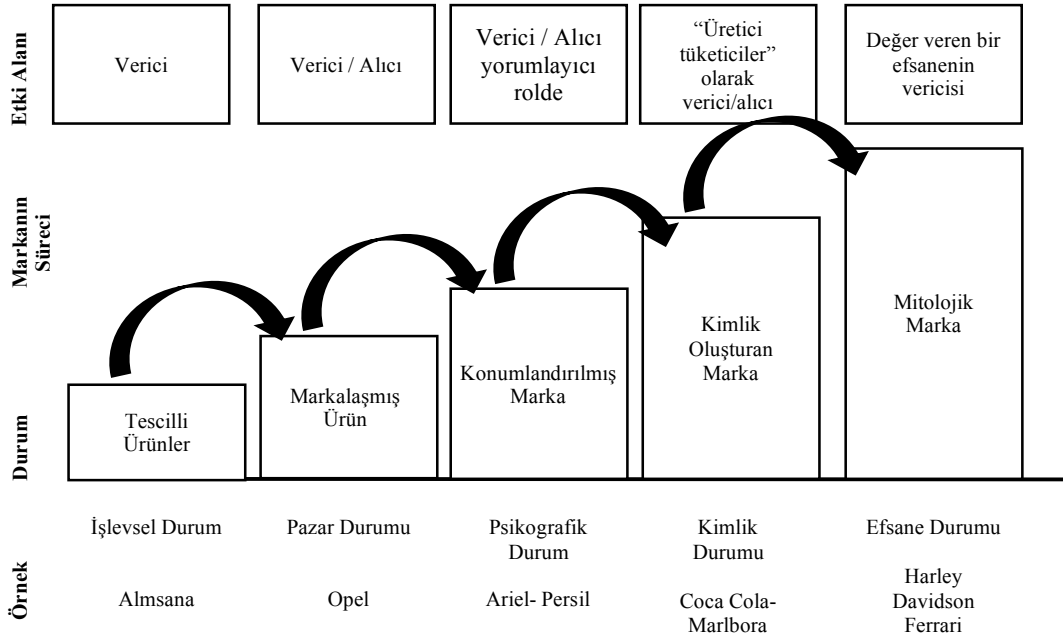 Etki Alanı
Verici
Verici / Alıcı
Verici / Alıcı
yorumlayıcı
rolde
“Üretici
tüketiciler”
olarak
verici/alıcı
Değer veren bir
efsanenin
vericisi
Markanın
Süreci
Durum
Tescilli
Ürünler
Markalaşmış
Ürün
Konumlandırılmış
Marka
Kimlik
Oluşturan
Marka
Mitolojik
Marka
İşlevsel Durum
Pazar Durumu
Psikografik
Durum
Kimlik
Durumu
Efsane Durumu
Örnek
Almsana
Opel
Ariel- Persil
Coca Cola-
Marlbora
Harley
Davidson
Ferrari